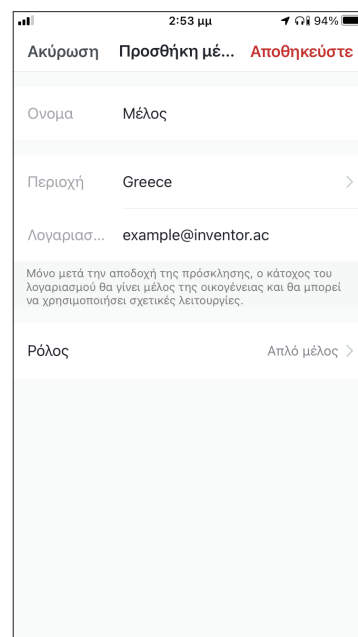 2:53 μμ 94%
Ακύρωση Προσθήκη μέ... Αποθηκεύστε
Ονομα Μέλος
Περιοχή Greece
Λογαριασ... example@inventor.ac
Μόνο μετά την αποδοχή της πρόσκλησης, ο κάτοχος του
λογαριασμού θα γίνει μέλος της οικογένειας και θα μπορεί
να χρησιμοποιήσει σχετικές λειτουργίες.
Ρόλος Απλό μέλος